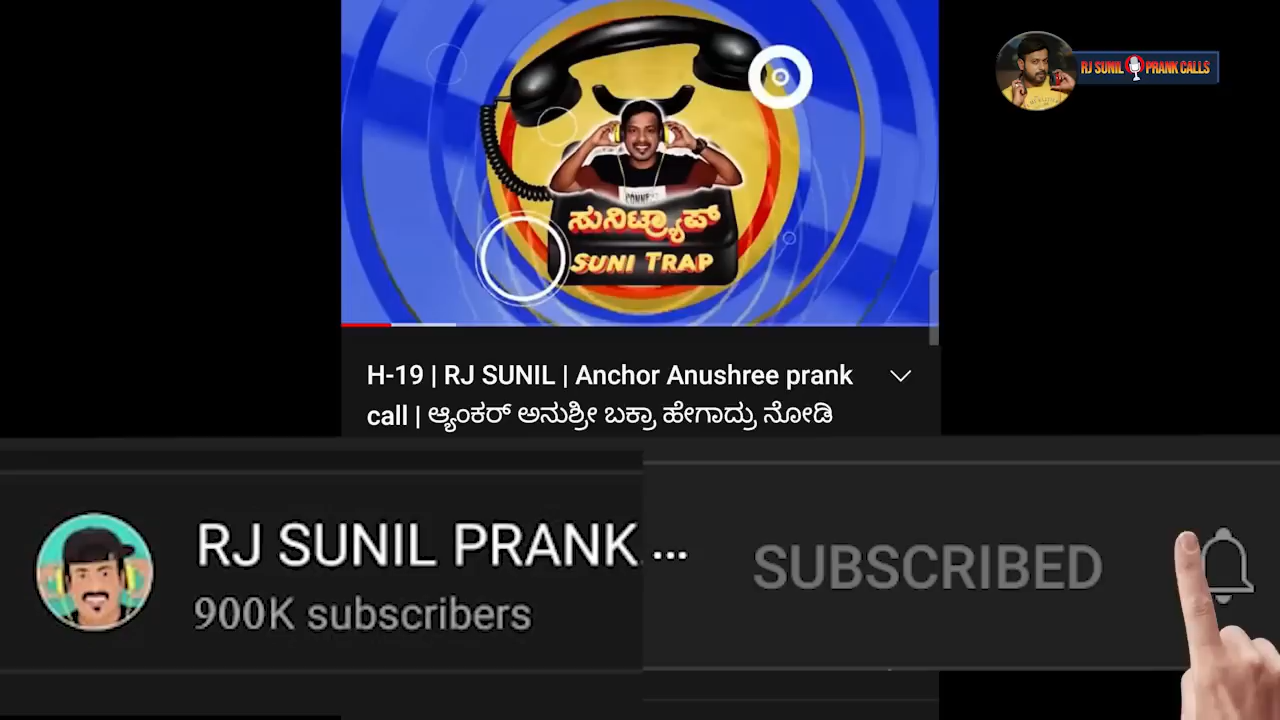 RJ SUNIL PRANK CALLS
ಸುನಿಟ್ರ್ಯಾಪ್
SUNI TRAP
H-19 | RJ SUNIL | Anchor Anushree prank
call | ಆ್ಯಂಕರ್ ಅನುಶ್ರೀ ಬಕ್ರಾ ಹೇಗಾದ್ರು ನೋಡಿ
RJ SUNIL PRANK ...
900K subscribers
SUBSCRIBED